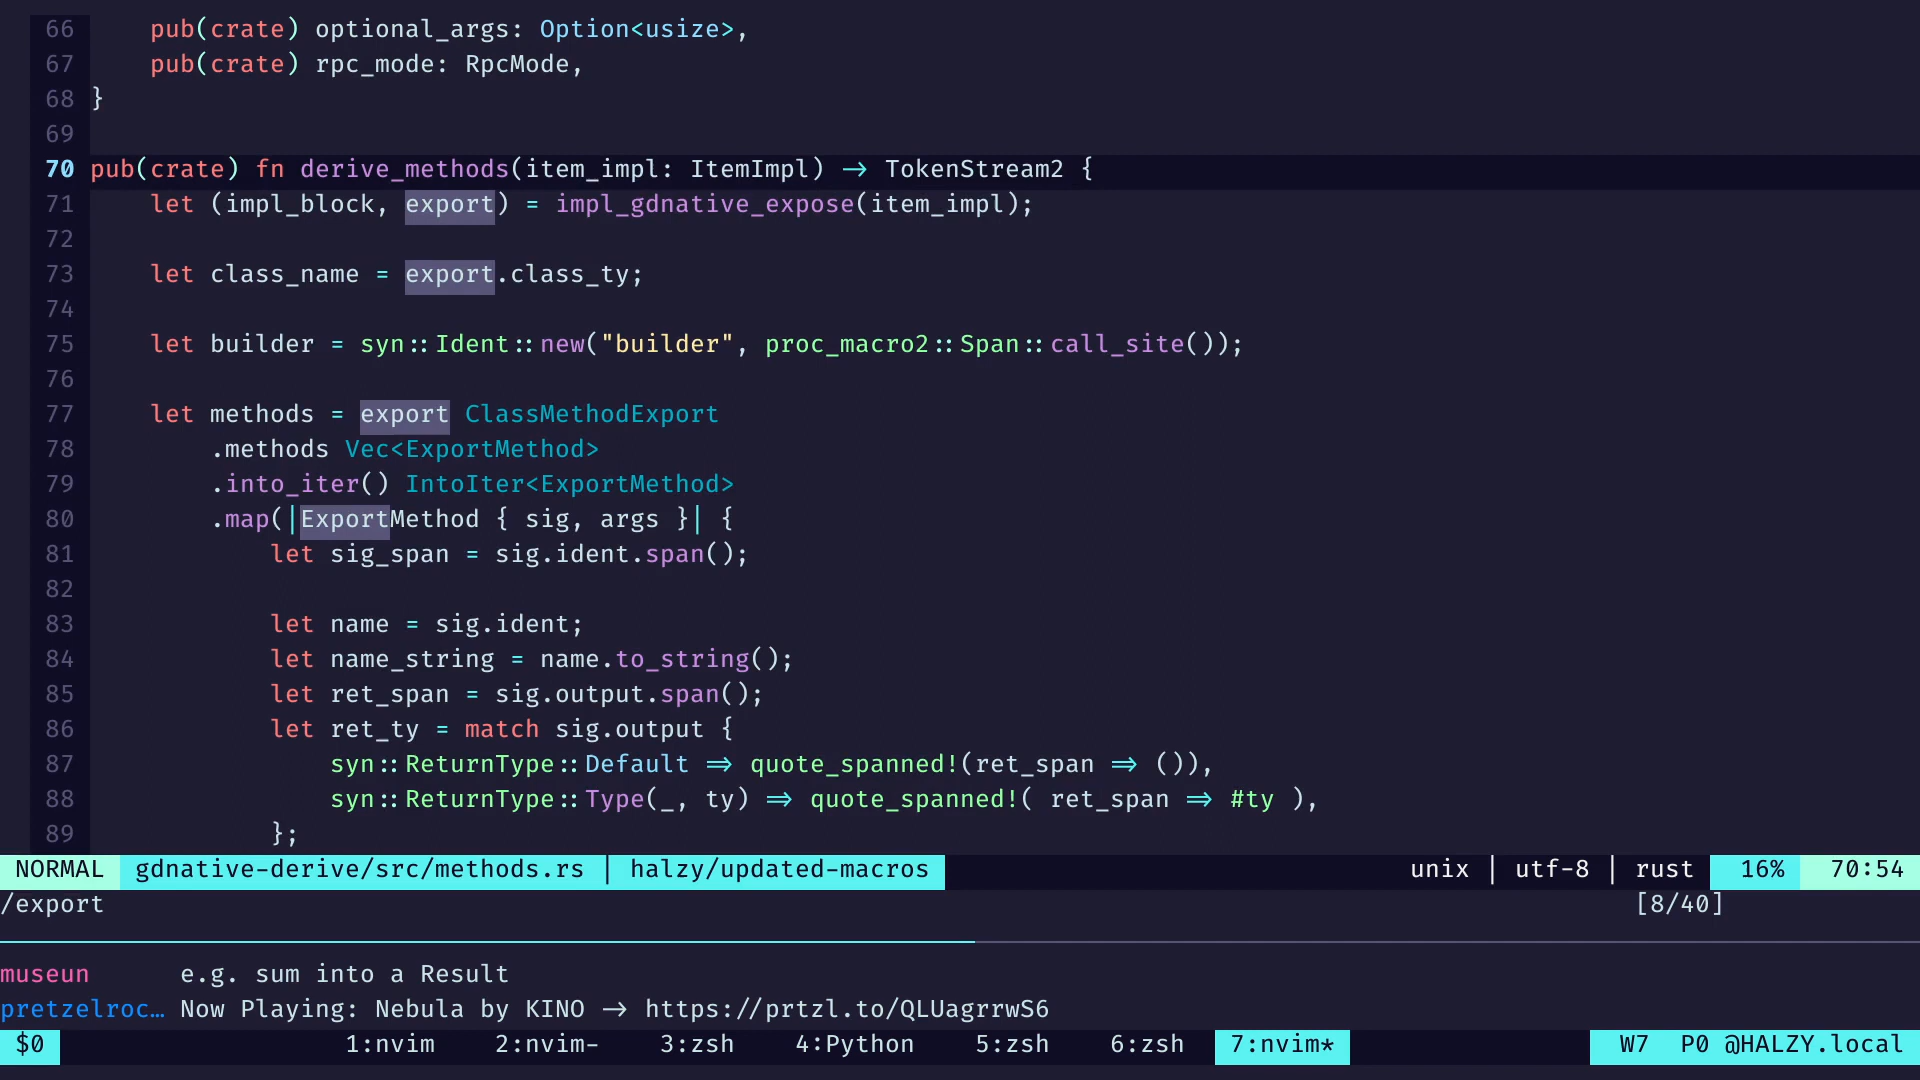 66     pub(crate) optional_args: Option<usize>,
67     pub(crate) rpc_mode: RpcMode,
68 }
69
70 pub(crate) fn derive_methods(item_impl: ItemImpl) -> TokenStream2 {
71     let (impl_block, export) = impl_gdnative_expose(item_impl);
72
73     let class_name = export.class_ty;
74
75     let builder = syn::Ident::new("builder", proc_macro2::Span::call_site());
76
77     let methods = export ClassMethodExport
78         .methods Vec<ExportMethod>
79         .into_iter() IntoIter<ExportMethod>
80         .map(|ExportMethod { sig, args }| {
81             let sig_span = sig.ident.span();
82
83             let name = sig.ident;
84             let name_string = name.to_string();
85             let ret_span = sig.output.span();
86             let ret_ty = match sig.output {
87                 syn::ReturnType::Default => quote_spanned!(ret_span => ()),
88                 syn::ReturnType::Type(_, ty) => quote_spanned!( ret_span => #ty ),
89             };
NORMAL gdnative-derive/src/methods.rs | halzy/updated-macros unix | utf-8 | rust 16% 70:54
/export [8/40]
museun e.g. sum into a Result
pretzelroc… Now Playing: Nebula by KINO -> https://prtzl.to/QLUagrrwS6
$0 1:nvim 2:nvim- 3:zsh 4:Python 5:zsh 6:zsh 7:nvim* W7 P0 @HALZY.local